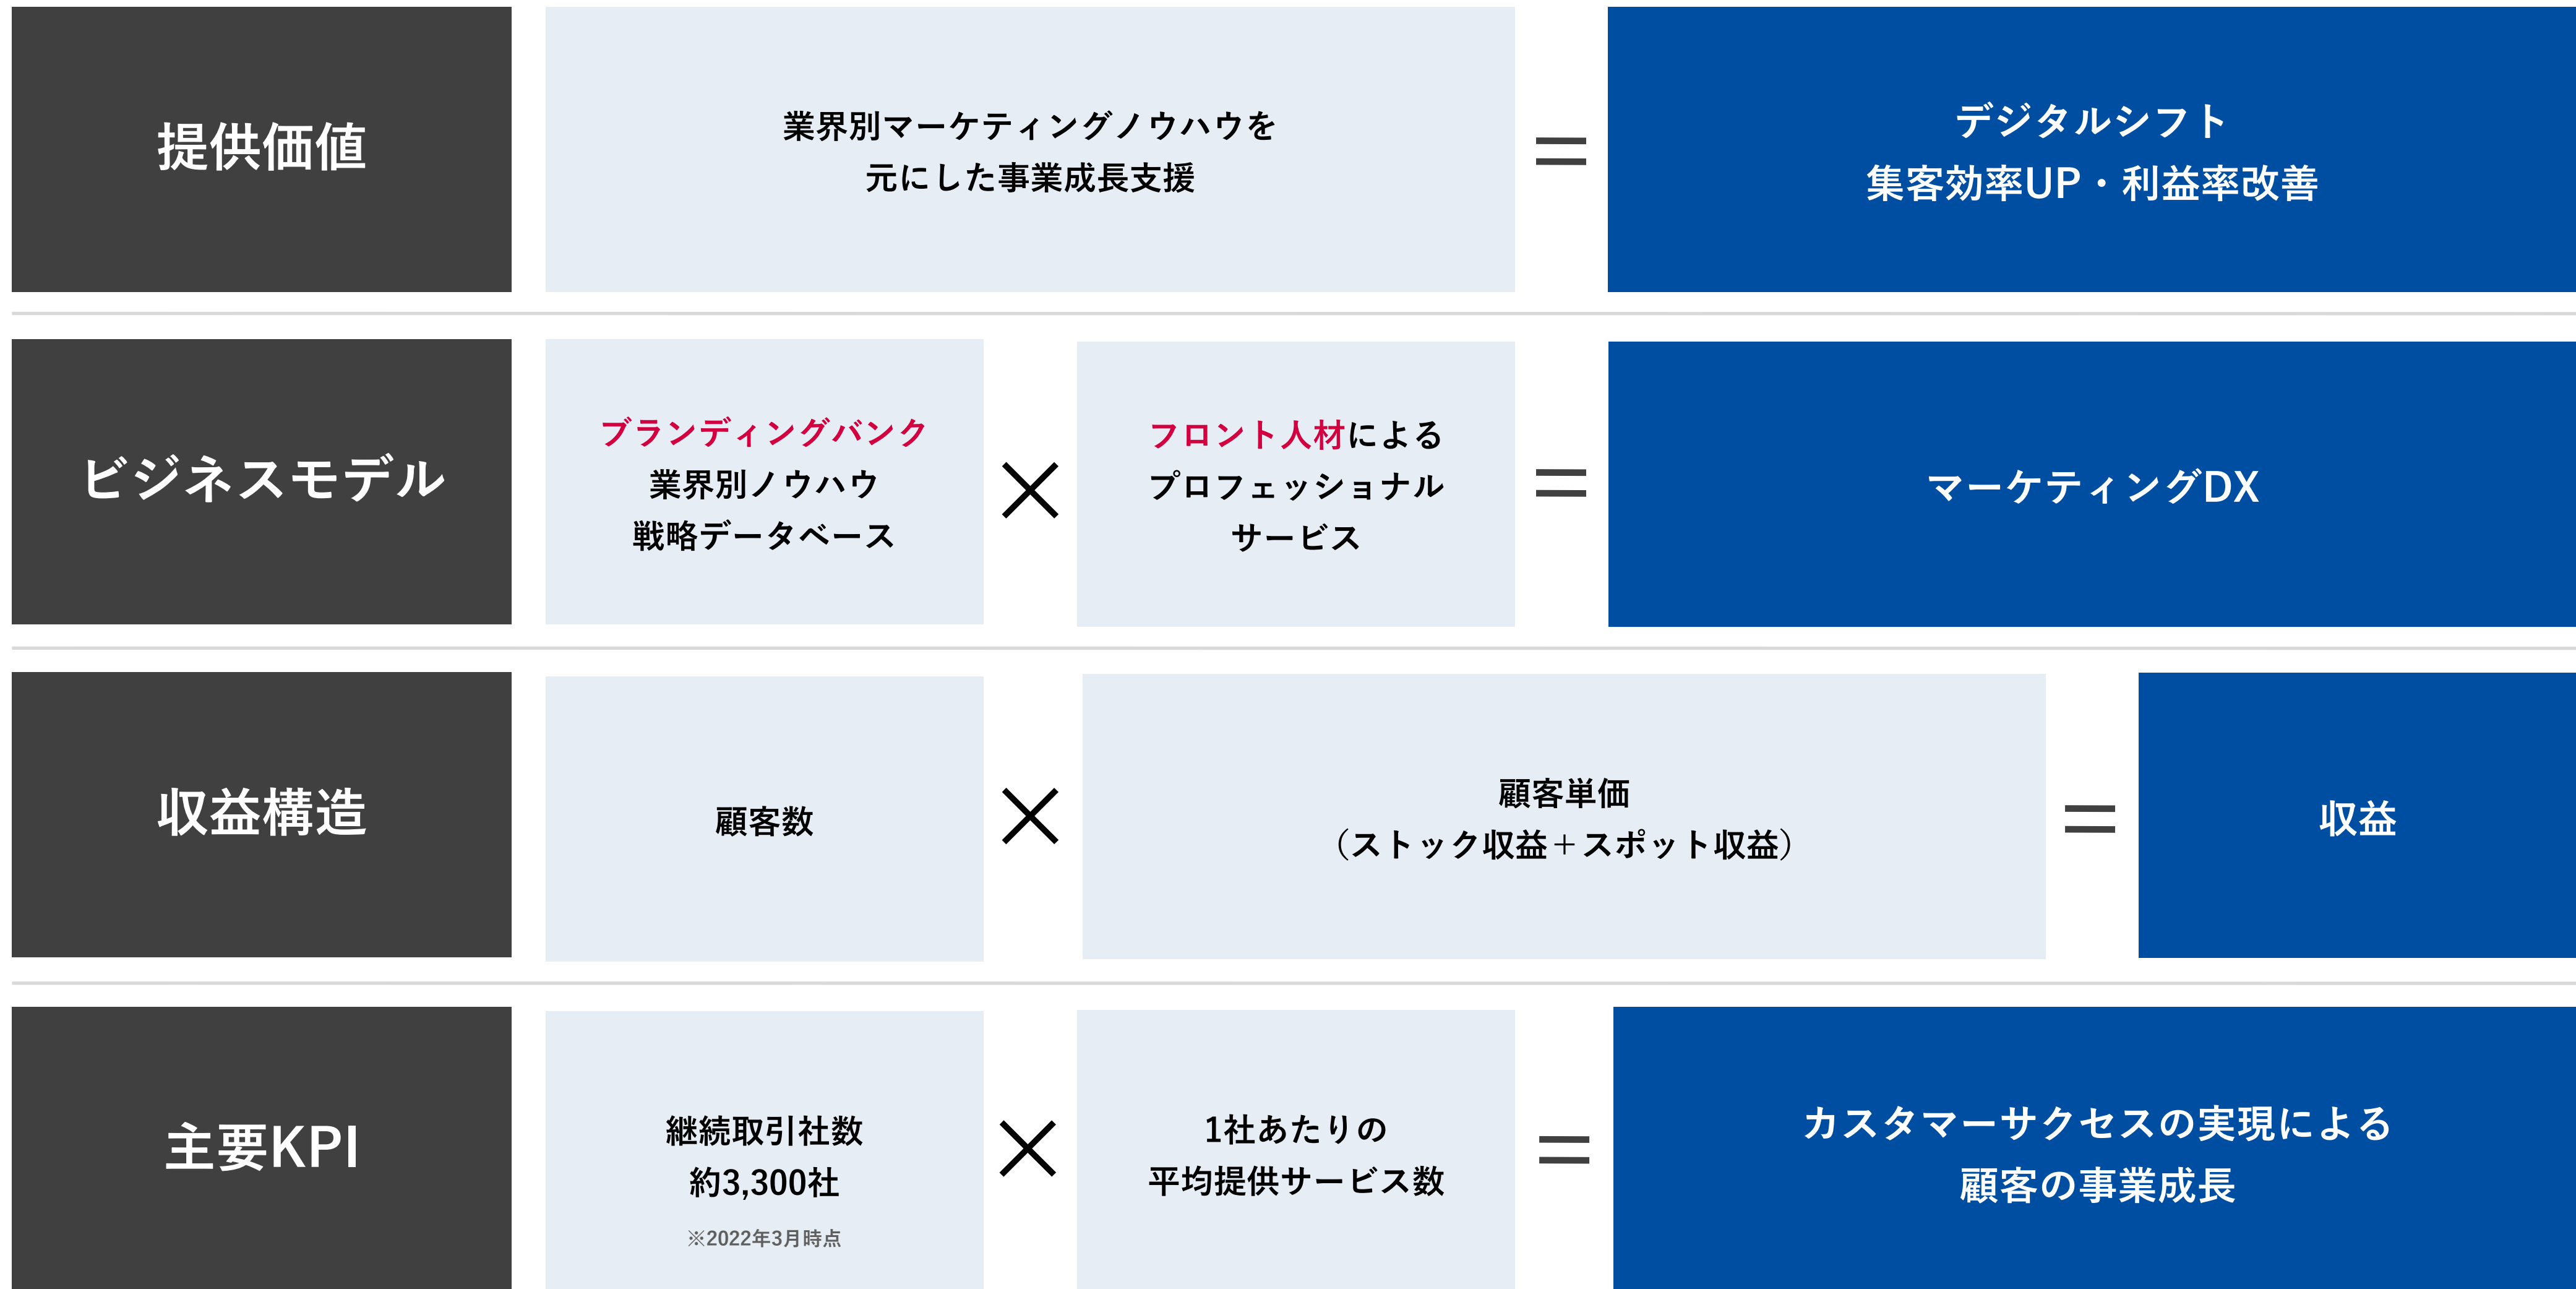 提供価値
業界別マーケティングノウハウを
元にした事業成長支援
＝
デジタルシフト
集客効率UP・利益率改善
ビジネスモデル
ブランディングバンク
業界別ノウハウ
戦略データベース
×
フロント人材による
プロフェッショナル
サービス
＝
マーケティングDX
収益構造
顧客数
×
顧客単価
（ストック収益＋スポット収益）
＝
収益
主要KPI
継続取引社数
約3,300社
※2022年3月時点
×
1社あたりの
平均提供サービス数
＝
カスタマーサクセスの実現による
顧客の事業成長